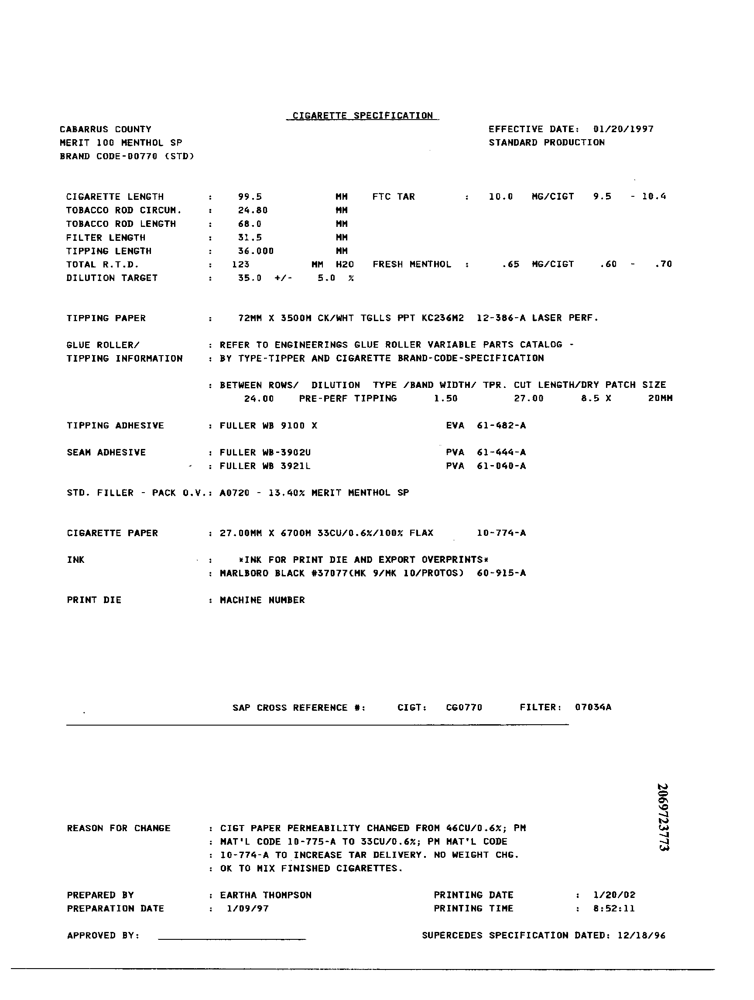 CIGARETTE SPECIFICATION
CABARRUS COUNTY EFFECTIVE DATE: 01/20/1997
MERIT 100 MENTHOL SP STANDARD PRODUCTION
BRAND CODE-00770 (STD)
CIGARETTE LENGTH : 99.5 MM FTC TAR : 10.0 MG/CIGT 9.5 - 10.4
TOBACCO ROD CIRCUM. : 24.80 MM
TOBACCO ROD LENGTH : 68.0 MM
FILTER LENGTH : 31.5 MM
TIPPING LENGTH : 36.000 MM
TOTAL R.T.D. : 123 MM H2O FRESH MENTHOL : .65 MG/CIGT .60 - .70
DILUTION TARGET : 35.0 +/- 5.0 %
TIPPING PAPER : 72MM X 3500M CK/WHT TGLLS PPT KC236M2 12-386-A LASER PERF.
GLUE ROLLER/ : REFER TO ENGINEERINGS GLUE ROLLER VARIABLE PARTS CATALOG -
TIPPING INFORMATION : BY TYPE-TIPPER AND CIGARETTE BRAND-CODE-SPECIFICATION
: BETWEEN ROWS/ DILUTION TYPE /BAND WIDTH/ TPR. CUT LENGTH/DRY PATCH SIZE
24.00 PRE-PERF TIPPING 1.50 27.00 8.5 X 20MM
TIPPING ADHESIVE : FULLER WB 9100 X EVA 61-482-A
SEAM ADHESIVE : FULLER WB-3902U PVA 61-444-A
: FULLER WB 3921L PVA 61-040-A
STD. FILLER - PACK O.V.: A0720 - 13.40% MERIT MENTHOL SP
CIGARETTE PAPER : 27.00MM X 6700M 33CU/0.6%/100% FLAX 10-774-A
INK : *INK FOR PRINT DIE AND EXPORT OVERPRINTS*
: MARLBORO BLACK #37077(MK 9/MK 10/PROTOS) 60-915-A
PRINT DIE : MACHINE NUMBER
SAP CROSS REFERENCE #: CIGT: CG0770 FILTER: 07034A
2069723773
REASON FOR CHANGE : CIGT PAPER PERMEABILITY CHANGED FROM 46CU/0.6%; PM
: MAT'L CODE 10-775-A TO 33CU/0.6%; PM MAT'L CODE
: 10-774-A TO INCREASE TAR DELIVERY. NO WEIGHT CHG.
: OK TO MIX FINISHED CIGARETTES.
PREPARED BY : EARTHA THOMPSON PRINTING DATE : 1/20/02
PREPARATION DATE : 1/09/97 PRINTING TIME : 8:52:11
APPROVED BY: SUPERCEDES SPECIFICATION DATED: 12/18/96